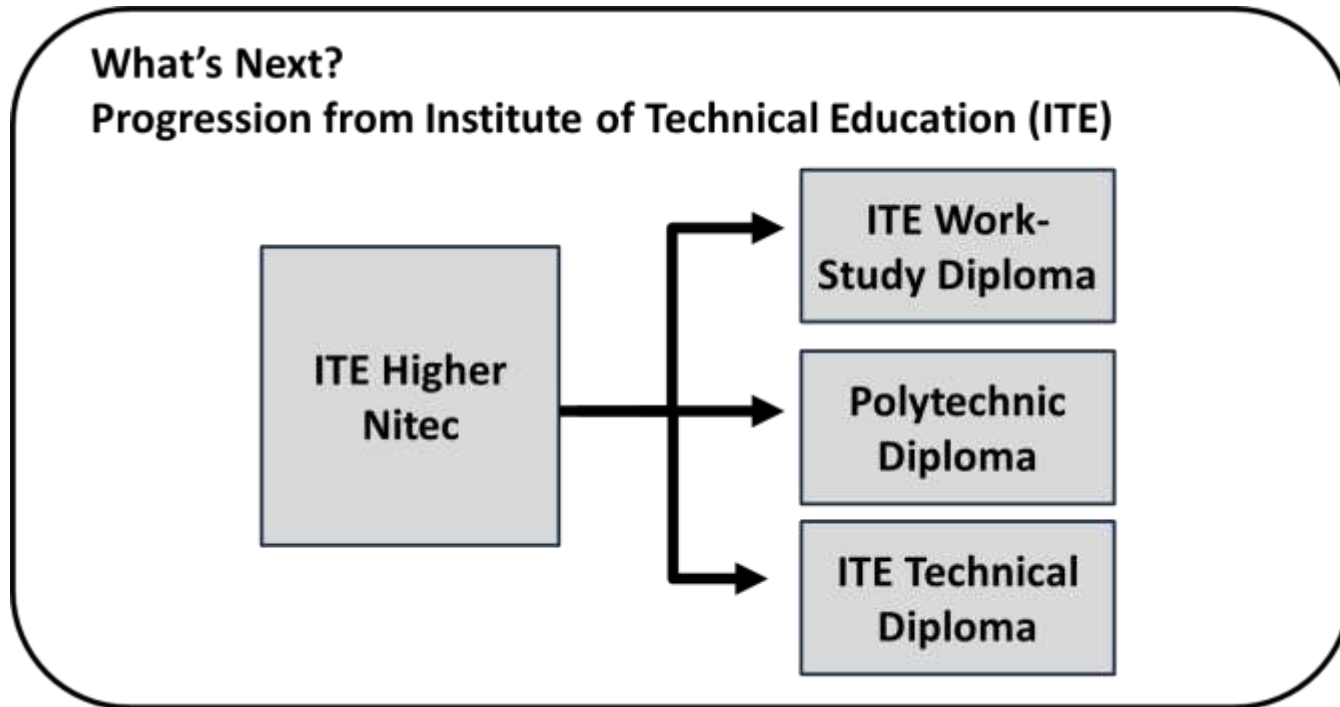 What’s Next?
Progression from Institute of Technical Education (ITE)
ITE Higher
Nitec
ITE Work-
Study Diploma
Polytechnic
Diploma
ITE Technical
Diploma